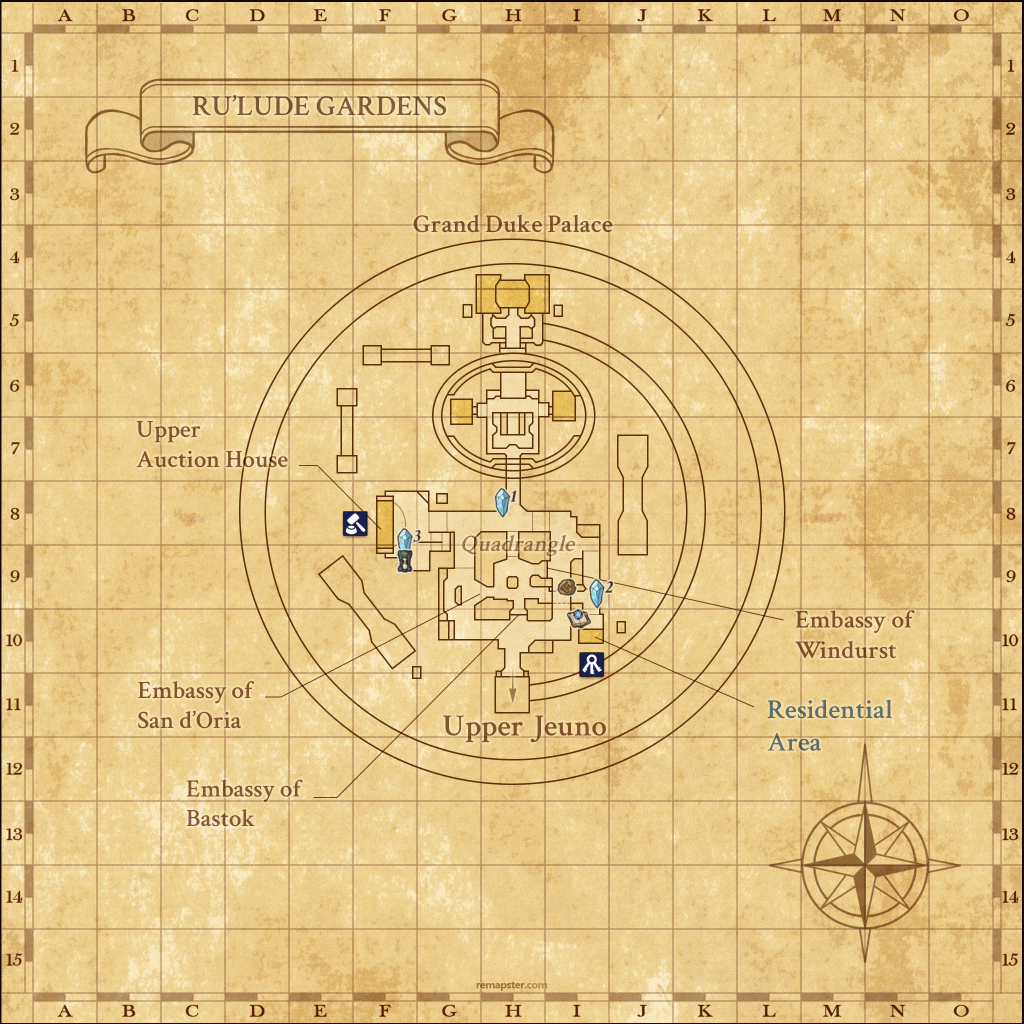 A B C D E F G H I J K L M N O
1 1
RU'LUDE GARDENS
2 2
3 3
Grand Duke Palace
4 4
5 5
6 6
Upper
Auction House
7 7
1
8 8
3
Quadrangle
9 9
2
Embassy of
Windurst
10 10
Embassy of
San d'Oria
11 11
Upper Jeuno
Residential
Area
12 12
Embassy of
Bastok
13 13
14 14
15 15
remapster.com
A B C D E F G H I J K L M N O